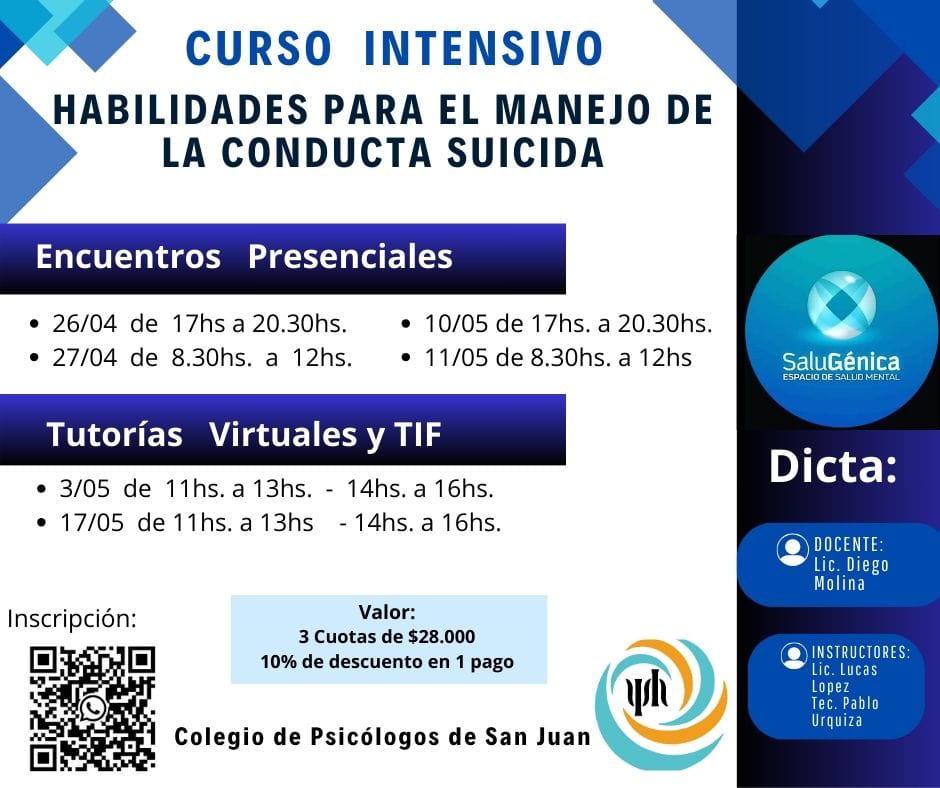 CURSO INTENSIVO
HABILIDADES PARA EL MANEJO DE
LA CONDUCTA SUICIDA
Encuentros Presenciales
26/04 de 17hs a 20.30hs.
27/04 de 8.30hs. a 12hs.
10/05 de 17hs. a 20.30hs.
11/05 de 8.30hs. a 12hs
Tutorías Virtuales y TIF
3/05 de 11hs. a 13hs. - 14hs. a 16hs.
17/05 de 11hs. a 13hs - 14hs. a 16hs.
Inscripción:
Valor:
3 Cuotas de $28.000
10% de descuento en 1 pago
Colegio de Psicólogos de San Juan
SaluGénica
ESPACIO DE SALUD MENTAL
Dicta:
DOCENTE:
Lic. Diego
Molina
INSTRUCTORES:
Lic. Lucas
Lopez
Tec. Pablo
Urquiza